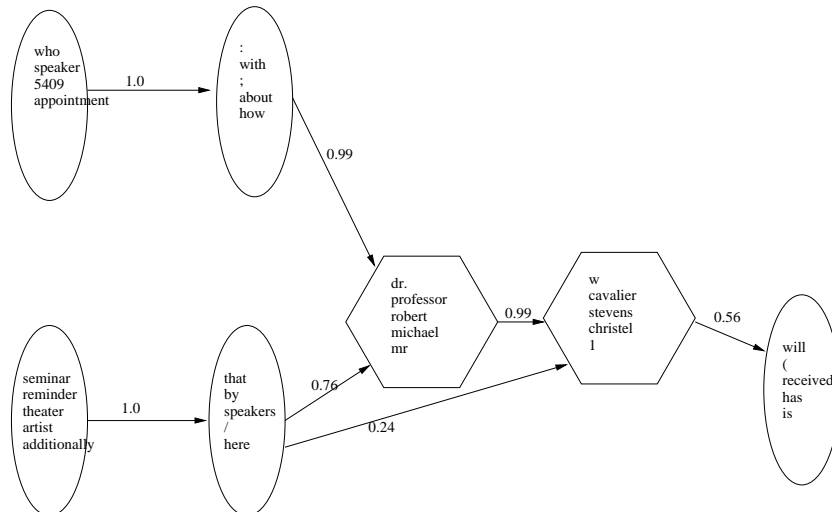 who
speaker
5409
appointment
1.0
:
with
;
about
how
0.99
dr.
professor
robert
michael
mr
0.99
w
cavalier
stevens
christel
l
0.56
will
(
received
has
is
seminar
reminder
theater
artist
additionally
1.0
that
by
speakers
/
here
0.76
0.24